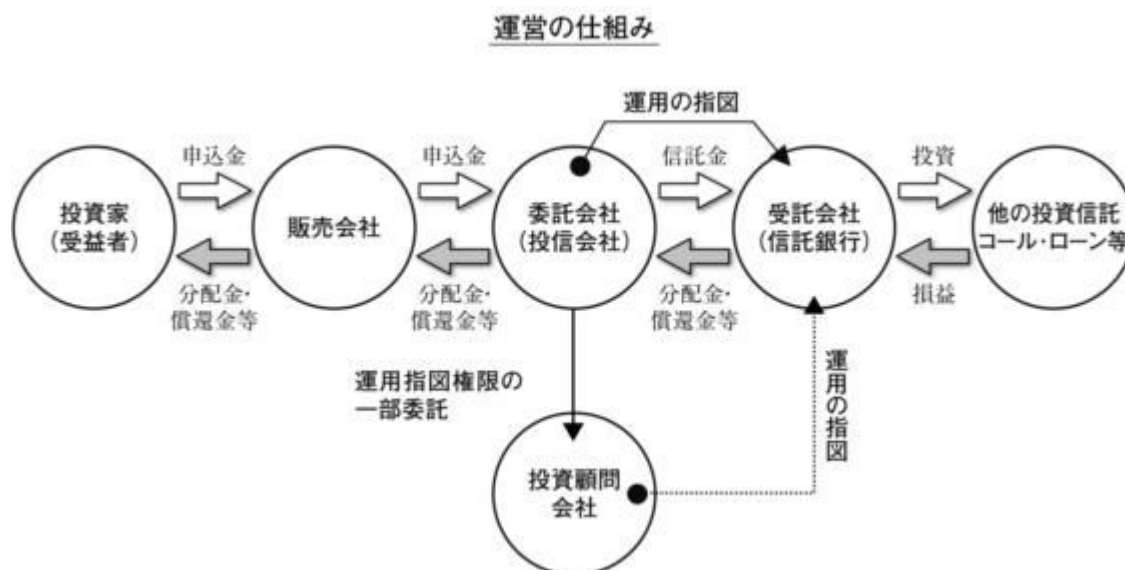 運営の仕組み
運用の指図
申込金
申込金
信託金
投資
投資家
(受益者)
販売会社
委託会社
(投信会社)
受託会社
(信託銀行)
他の投資信託
コール・ローン等
分配金・
償還金等
分配金・
償還金等
分配金・
償還金等
損益
運用指図権限の
一部委託
運用の指図
投資顧問
会社